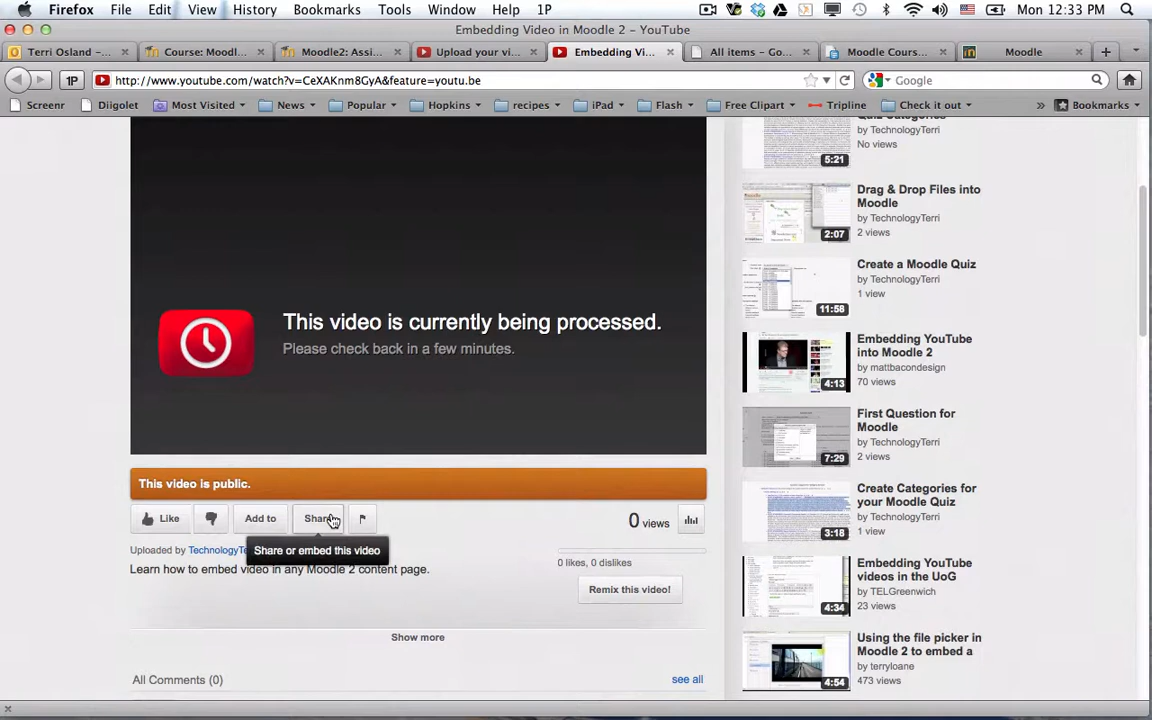 Firefox File Edit View History Bookmarks Tools Window Help 1P Mon 12:33 PM
Embedding Video in Moodle 2 – YouTube
Terri Osland –... Course: Moodl... Moodle2: Assi... Upload your vi... Embedding Vi... All items – Go... Moodle Cours... Moodle
1P http://www.youtube.com/watch?v=CeXAKnm8GyA&feature=youtu.be Google
Screenr Diigolet Most Visited News Popular Hopkins recipes iPad Flash Free Clipart Tripline Check it out » Bookmarks
Quiz Categories
by TechnologyTerri
No views
5:21
Drag & Drop Files into
Moodle
by TechnologyTerri
2 views
2:07
Create a Moodle Quiz
by TechnologyTerri
1 view
11:58
This video is currently being processed.
Please check back in a few minutes.
Embedding YouTube
into Moodle 2
by mattbacondesign
70 views
4:13
First Question for
Moodle
by TechnologyTerri
2 views
7:29
This video is public.
Like Add to Share 0 views
Share or embed this video
Uploaded by TechnologyTe
0 likes, 0 dislikes
Learn how to embed video in any Moodle 2 content page.
Remix this video!
Show more
All Comments (0) see all
Create Categories for
your Moodle Quiz
by TechnologyTerri
1 view
3:18
Embedding YouTube
videos in the UoG
by TELGreenwich
23 views
4:34
Using the file picker in
Moodle 2 to embed a
by terryloane
473 views
4:54